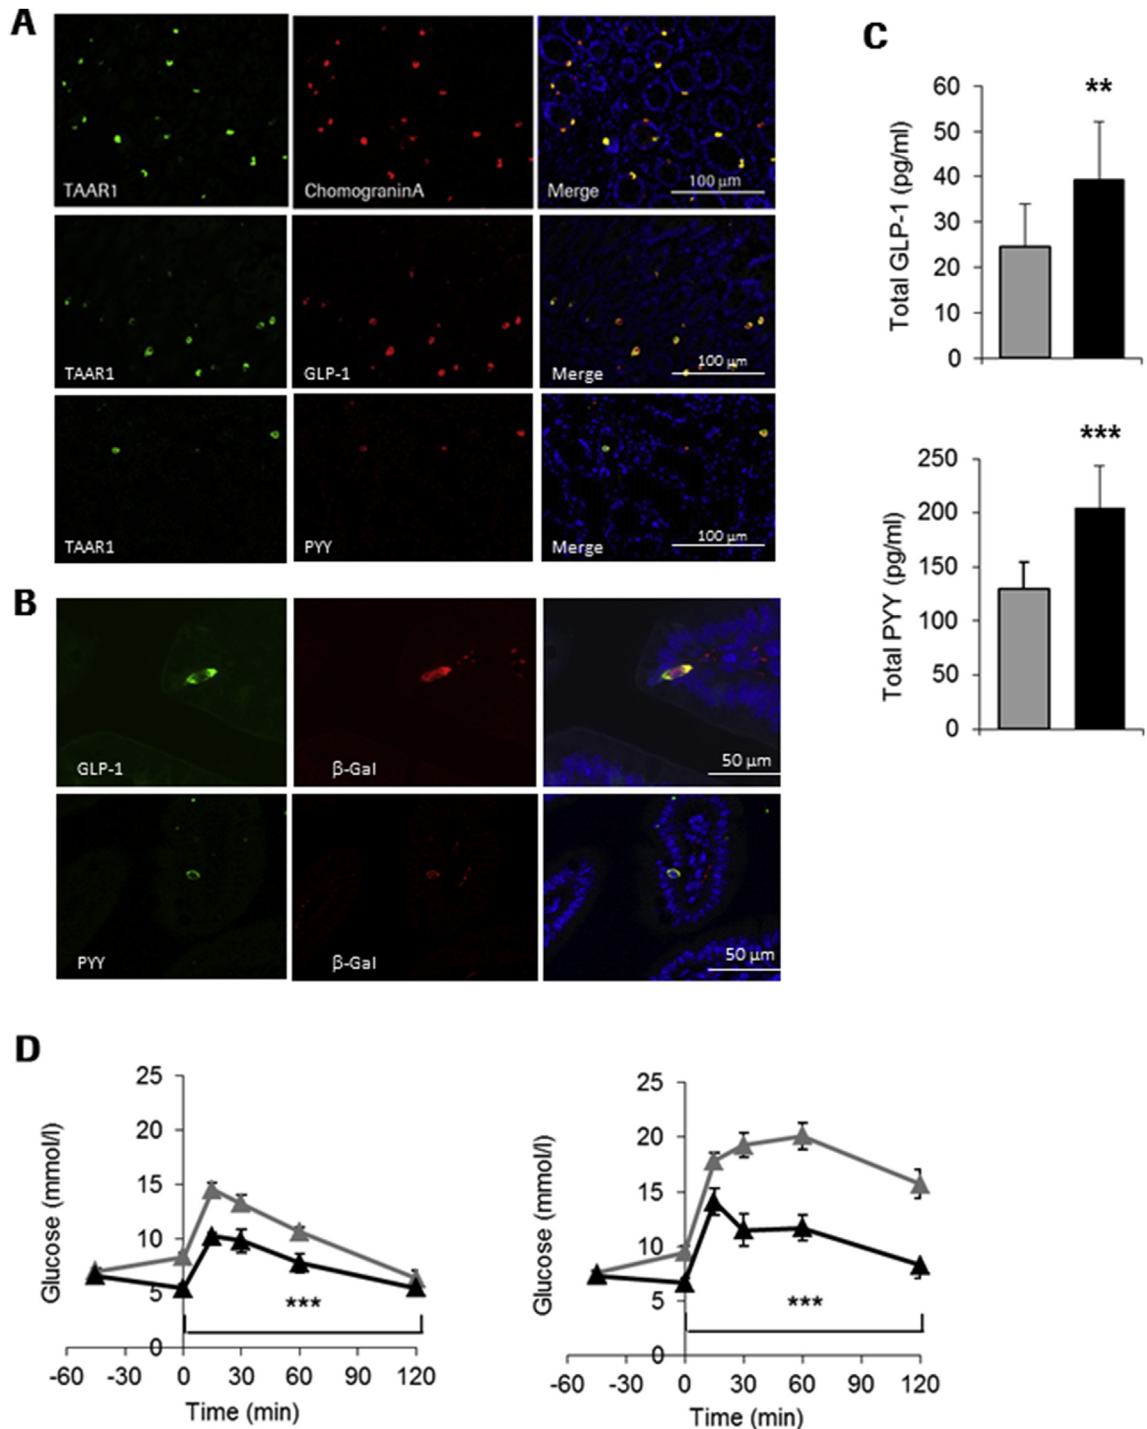 A
TAAR1
ChomograninA
Merge
100 µm
TAAR1
GLP-1
Merge
100 µm
TAAR1
PYY
Merge
100 µm
B
GLP-1
β-Gal
50 µm
PYY
β-Gal
50 µm
C
**
Total GLP-1 (pg/ml)
60
50
40
30
20
10
0
***
Total PYY (pg/ml)
250
200
150
100
50
0
D
Glucose (mmol/l)
25
20
15
10
5
0
***
-60 -30 0 30 60 90 120
Time (min)
Glucose (mmol/l)
25
20
15
10
5
0
***
-60 -30 0 30 60 90 120
Time (min)